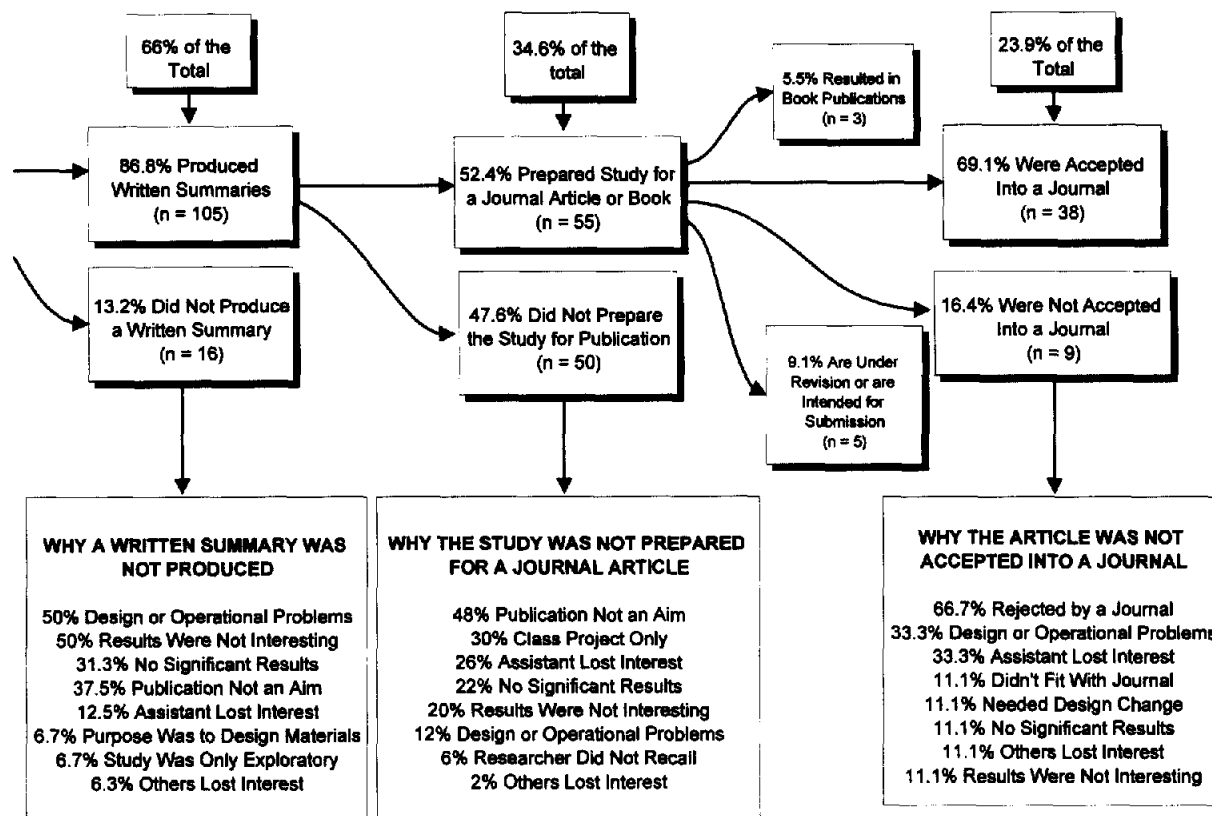 66% of the
Total
34.6% of the
total
5.5% Resulted in
Book Publications
(n = 3)
23.9% of the
Total
86.8% Produced
Written Summaries
(n = 105)
52.4% Prepared Study for
a Journal Article or Book
(n = 55)
69.1% Were Accepted
Into a Journal
(n = 38)
13.2% Did Not Produce
a Written Summary
(n = 16)
47.6% Did Not Prepare
the Study for Publication
(n = 50)
9.1% Are Under
Revision or are
Intended for
Submission
(n = 5)
16.4% Were Not Accepted
Into a Journal
(n = 9)
WHY A WRITTEN SUMMARY WAS
NOT PRODUCED
50% Design or Operational Problems
50% Results Were Not Interesting
31.3% No Significant Results
37.5% Publication Not an Aim
12.5% Assistant Lost Interest
6.7% Purpose Was to Design Materials
6.7% Study Was Only Exploratory
6.3% Others Lost Interest
WHY THE STUDY WAS NOT PREPARED
FOR A JOURNAL ARTICLE
48% Publication Not an Aim
30% Class Project Only
26% Assistant Lost Interest
22% No Significant Results
20% Results Were Not Interesting
12% Design or Operational Problems
6% Researcher Did Not Recall
2% Others Lost Interest
WHY THE ARTICLE WAS NOT
ACCEPTED INTO A JOURNAL
66.7% Rejected by a Journal
33.3% Design or Operational Problems
33.3% Assistant Lost Interest
11.1% Didn't Fit With Journal
11.1% Needed Design Change
11.1% No Significant Results
11.1% Others Lost Interest
11.1% Results Were Not Interesting